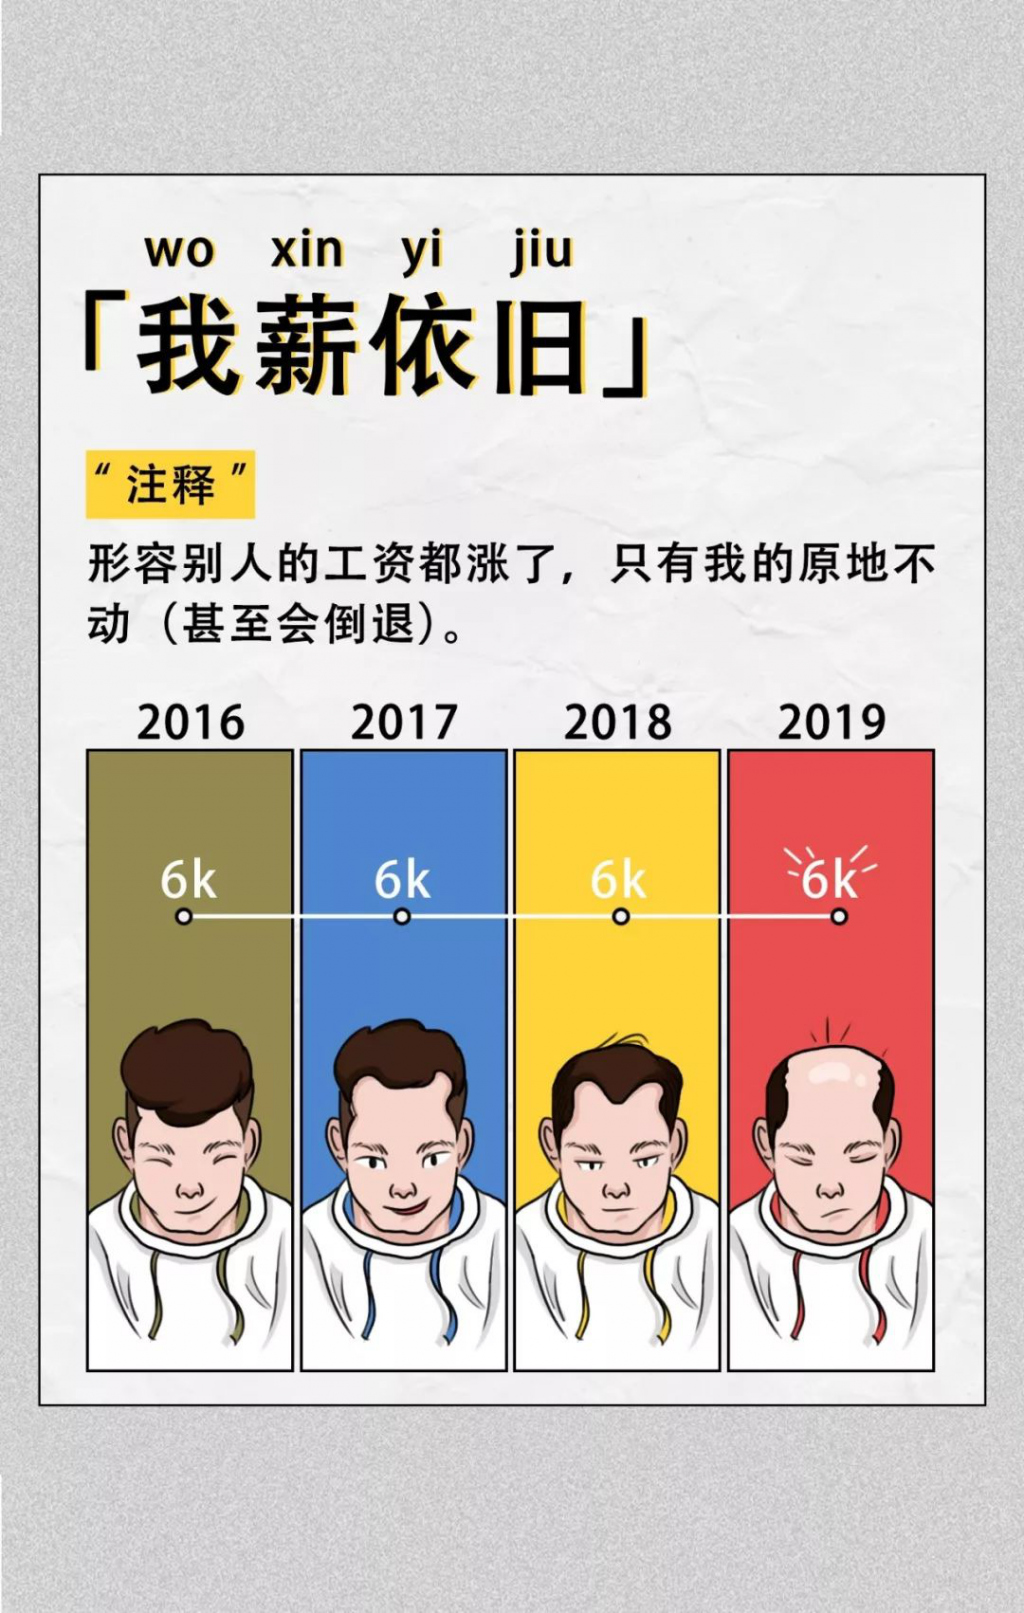 wo xin yi jiu
「我薪依旧」
“注释”
形容别人的工资都涨了，只有我的原地不
动（甚至会倒退）。
2016 2017 2018 2019
6k 6k 6k 6k